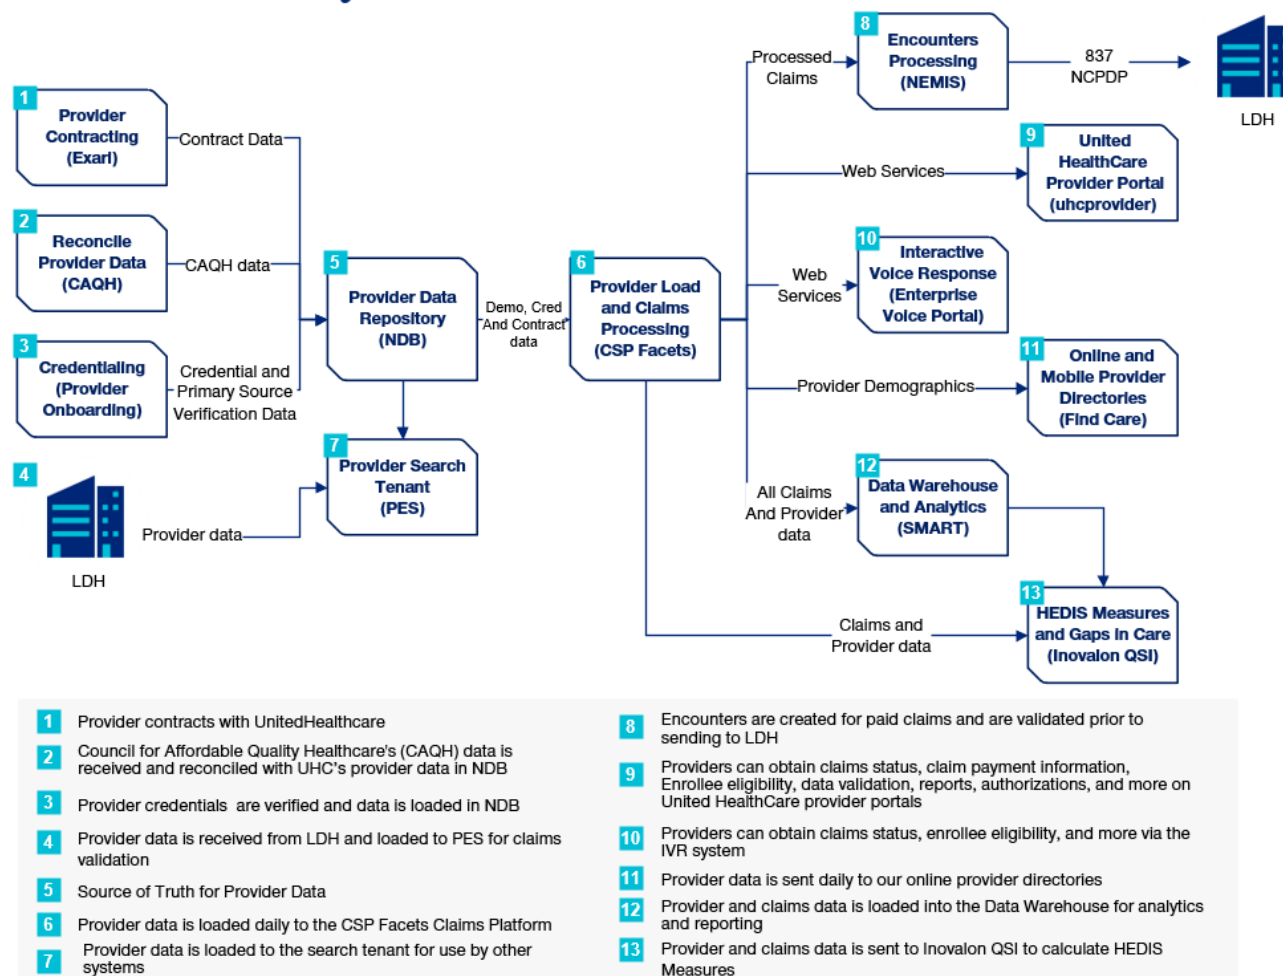 1
Provider
Contracting
(Exari)
Contract Data
2
Reconcile
Provider Data
(CAQH)
CAQH data
3
Credentialing
(Provider
Onboarding)
Credential and
Primary Source
Verification Data
4
LDH
Provider data
5
Provider Data
Repository
(NDB)
Demo, Cred
And Contract
data
6
Provider Load
and Claims
Processing
(CSP Facets)
7
Provider Search
Tenant
(PES)
Processed
Claims
8
Encounters
Processing
(NEMIS)
837
NCPDP
LDH
Web Services
9
United
HealthCare
Provider Portal
(uhcprovider)
Web
Services
10
Interactive
Voice Response
(Enterprise
Voice Portal)
Provider Demographics
11
Online and
Mobile Provider
Directories
(Find Care)
All Claims
And Provider
data
12
Data Warehouse
and Analytics
(SMART)
Claims and
Provider data
13
HEDIS Measures
and Gaps in Care
(Inovalon QSI)
1 Provider contracts with UnitedHealthcare
2 Council for Affordable Quality Healthcare's (CAQH) data is
received and reconciled with UHC's provider data in NDB
3 Provider credentials are verified and data is loaded in NDB
4 Provider data is received from LDH and loaded to PES for claims
validation
5 Source of Truth for Provider Data
6 Provider data is loaded daily to the CSP Facets Claims Platform
7 Provider data is loaded to the search tenant for use by other
systems
8 Encounters are created for paid claims and are validated prior to
sending to LDH
9 Providers can obtain claims status, claim payment information,
Enrollee eligibility, data validation, reports, authorizations, and more on
United HealthCare provider portals
10 Providers can obtain claims status, enrollee eligibility, and more via the
IVR system
11 Provider data is sent daily to our online provider directories
12 Provider and claims data is loaded into the Data Warehouse for analytics
and reporting
13 Provider and claims data is sent to Inovalon QSI to calculate HEDIS
Measures